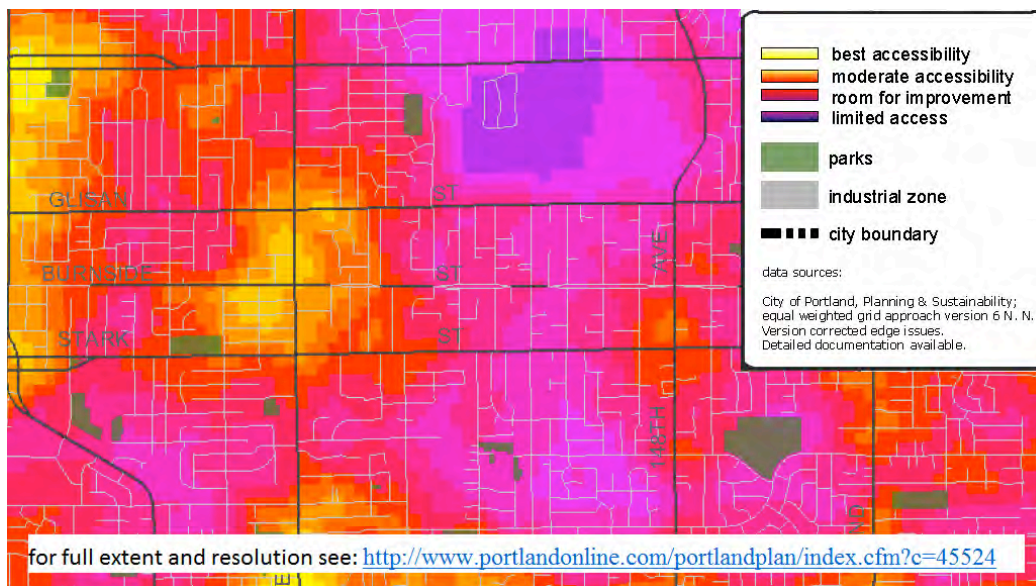 best accessibility
moderate accessibility
room for improvement
limited access
parks
industrial zone
city boundary
data sources:
City of Portland, Planning & Sustainability;
equal weighted grid approach version 6 N. N.
Version corrected edge issues.
Detailed documentation available.
GLISAN ST
BURNSIDE ST
AVE
STARK ST
148TH
ND
E
for full extent and resolution see: http://www.portlandonline.com/portlandplan/index.cfm?c=45524